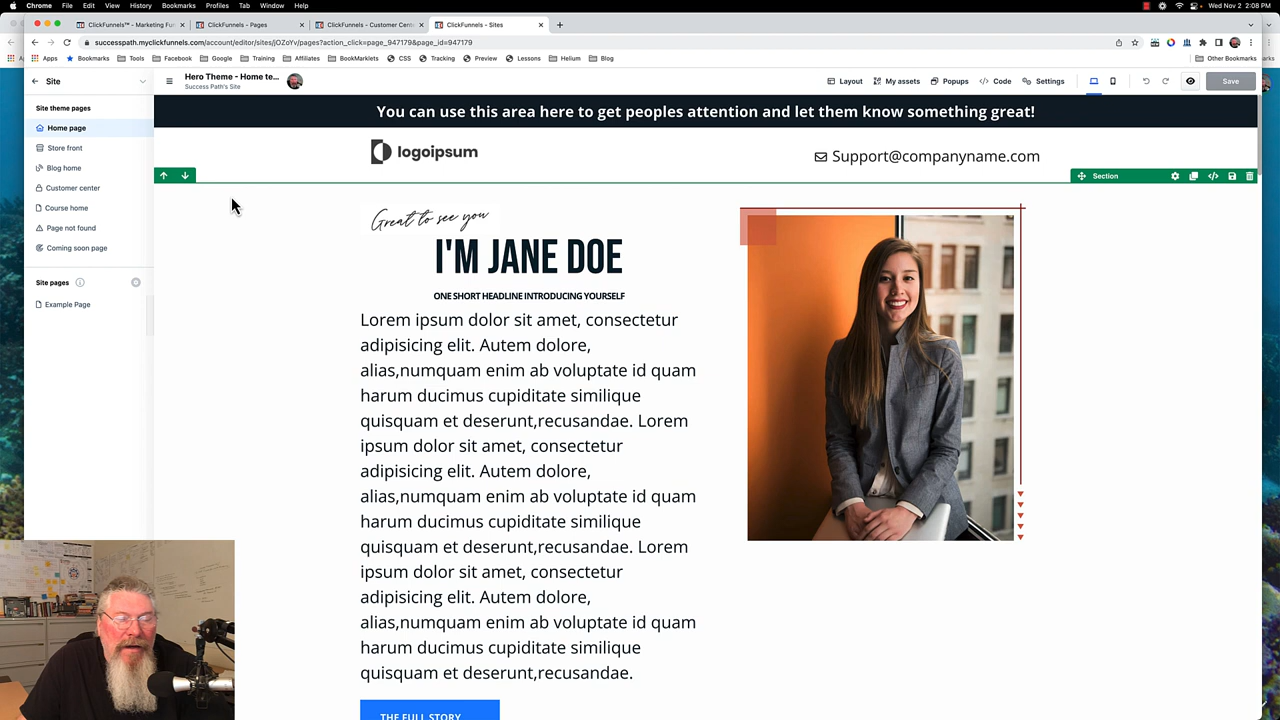 Chrome File Edit View History Bookmarks Profiles Tab Window Help
Wed Nov 2 2:08 PM
ClickFunnels™ - Marketing Fu
ClickFunnels - Pages
ClickFunnels - Customer Cent
ClickFunnels - Sites
successpath.myclickfunnels.com/account/editor/sites/jOZoYv/pages?action_click=page_947179&page_id=947179
Apps Bookmarks Tools Facebook Google Training Affiliates BookMarklets CSS Tracking Preview Lessons Helium Blog Other Bookmarks
Site
Hero Theme - Home te...
Success Path's Site
Layout My assets Popups Code Settings Save
Site theme pages
Home page
Store front
Blog home
Customer center
Course home
Page not found
Coming soon page
Site pages
Example Page
You can use this area here to get peoples attention and let them know something great!
logoipsum
Support@companyname.com
Section
Great to see you
I'M JANE DOE
ONE SHORT HEADLINE INTRODUCING YOURSELF
Lorem ipsum dolor sit amet, consectetur
adipisicing elit. Autem dolore,
alias,numquam enim ab voluptate id quam
harum ducimus cupiditate similique
quisquam et deserunt,recusandae. Lorem
ipsum dolor sit amet, consectetur
adipisicing elit. Autem dolore,
alias,numquam enim ab voluptate id quam
harum ducimus cupiditate similique
quisquam et deserunt,recusandae. Lorem
ipsum dolor sit amet, consectetur
adipisicing elit. Autem dolore,
alias,numquam enim ab voluptate id quam
harum ducimus cupiditate similique
quisquam et deserunt,recusandae.
THE FULL STORY